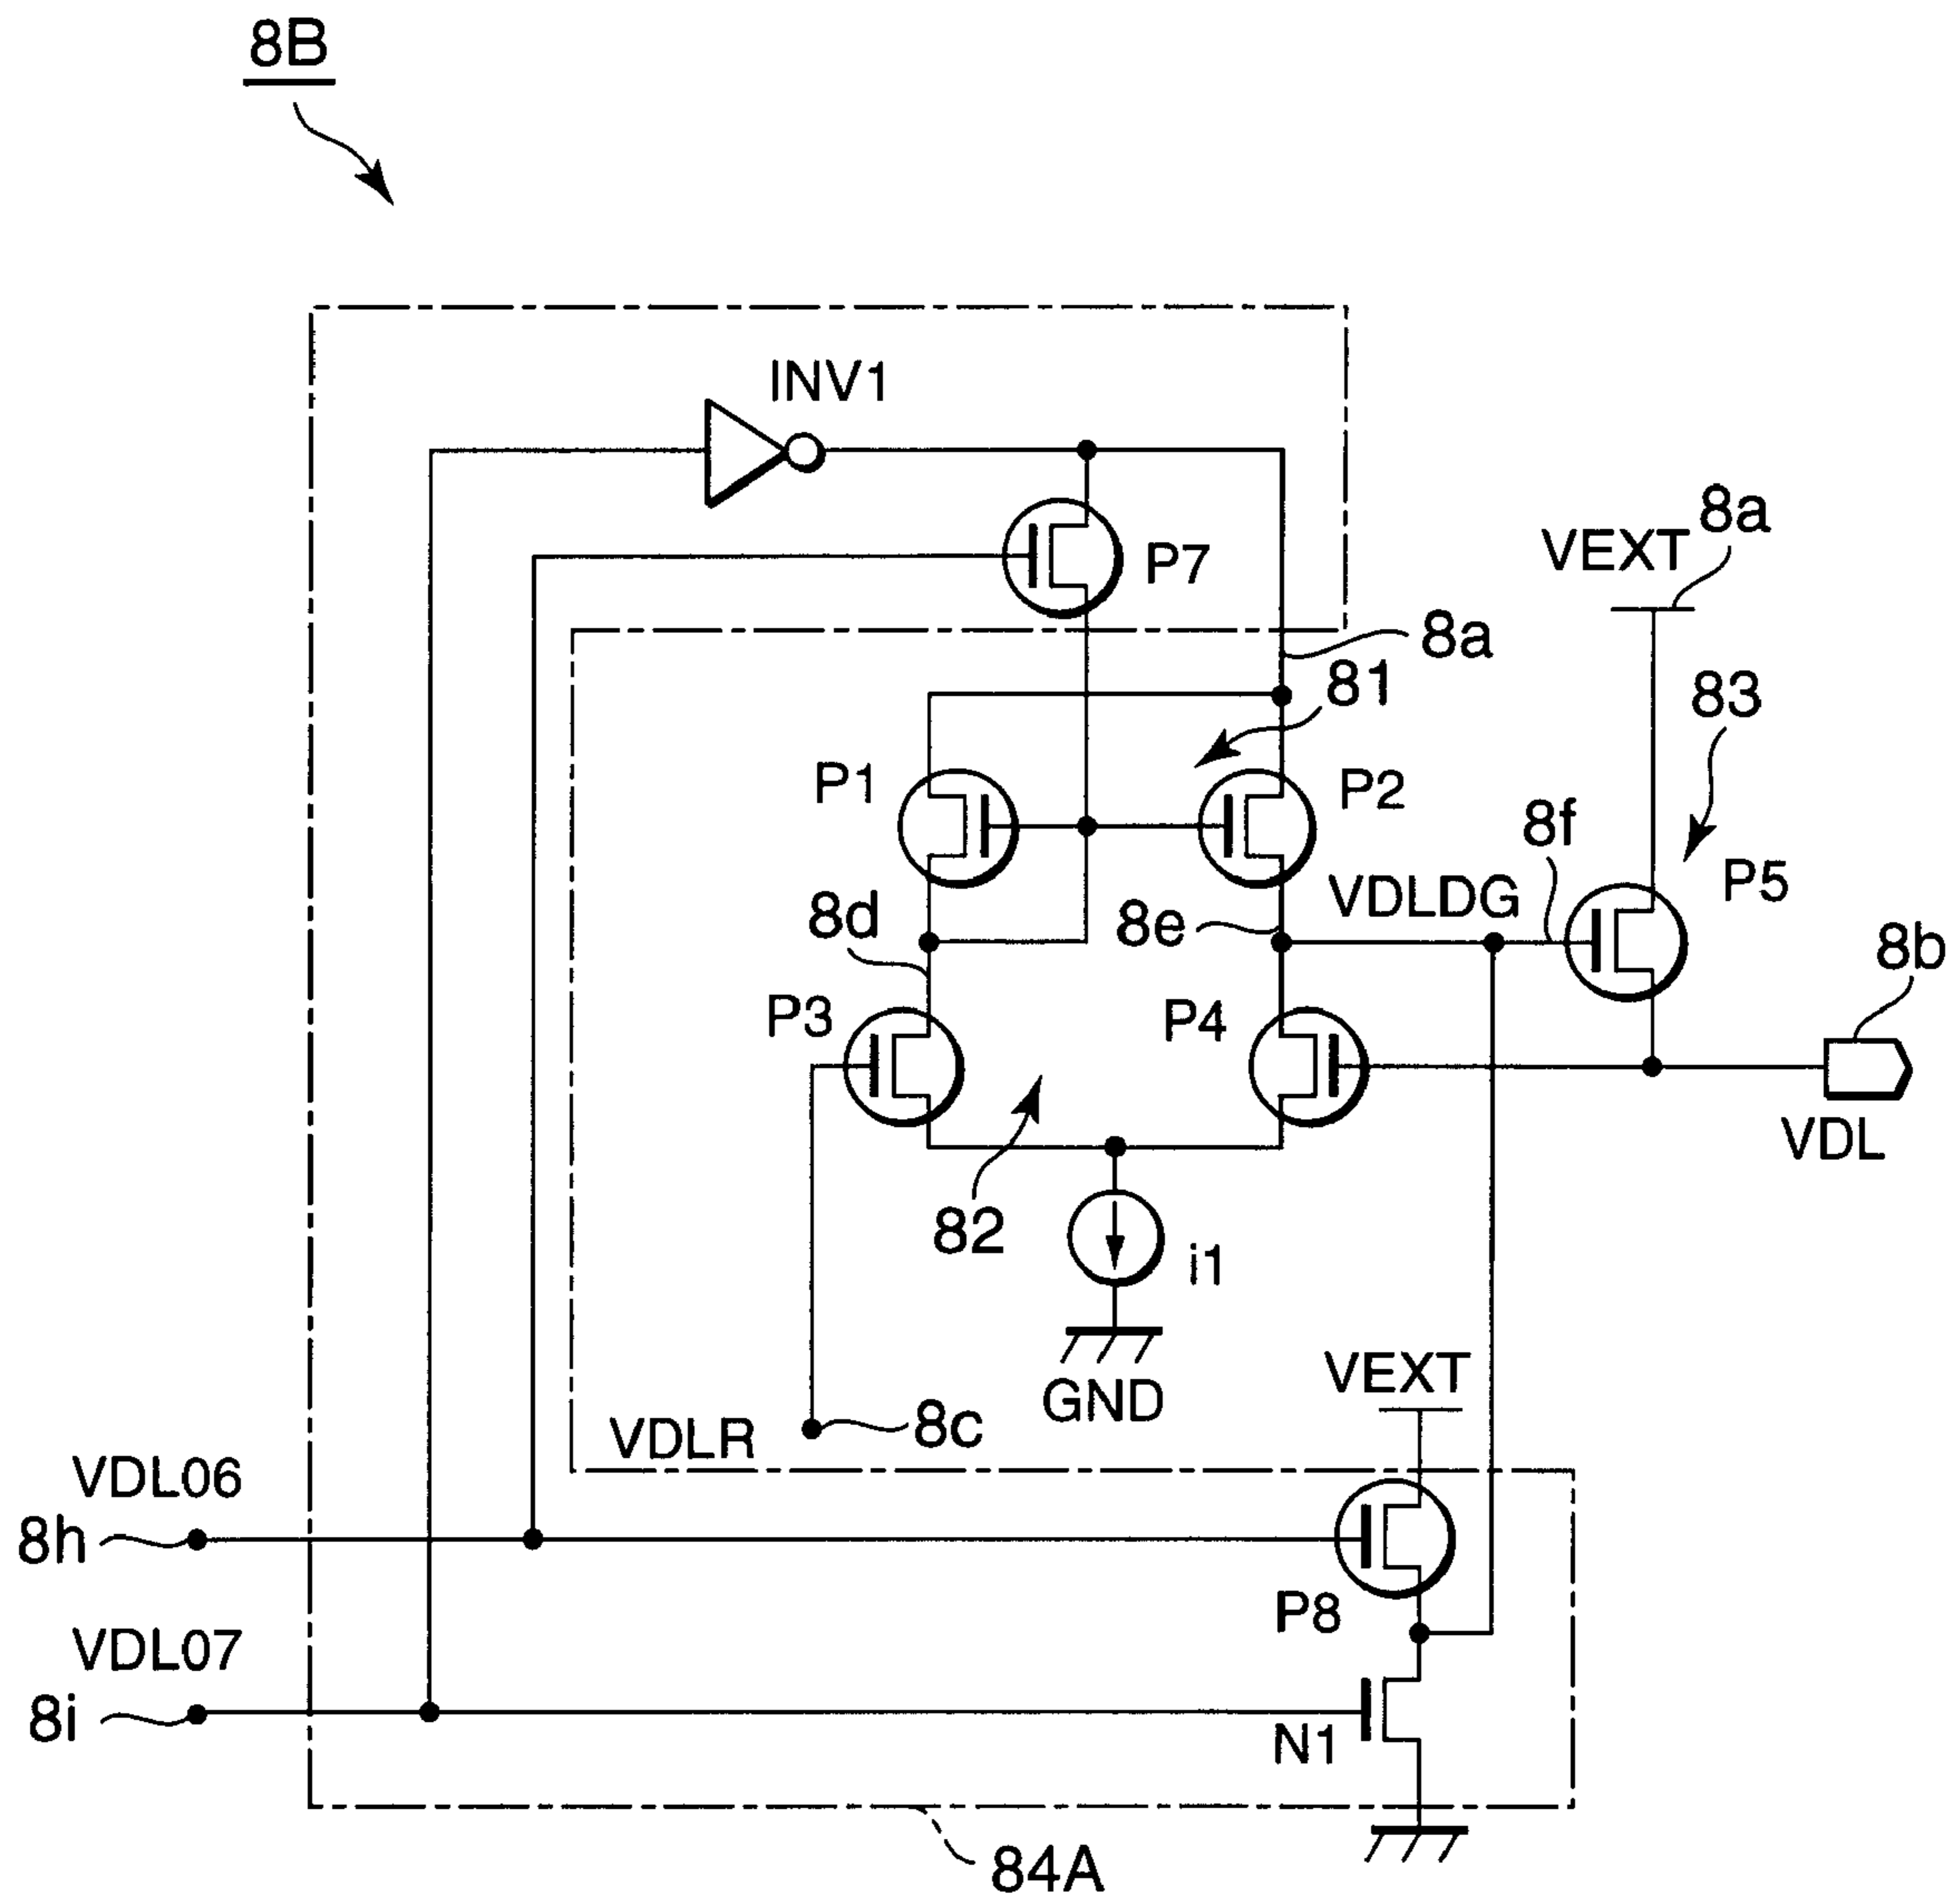 8B
INV1
8a
VEXT
P7
8a
81
83
P1
P2
8f
P5
VDLDG
8d
8e
8b
P3
P4
VDL
82
i1
VEXT
GND
8c
VDLR
VDL06
8h
P8
VDL07
8i
N1
84A